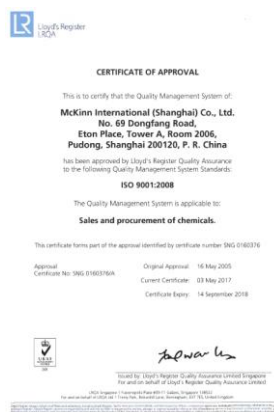 Lloyd's Register
LRQA
CERTIFICATE OF APPROVAL
This is to certify that the Quality Management System of:
McKinn International (Shanghai) Co., Ltd.
No. 69 Dongfang Road,
Eton Place, Tower A, Room 2006,
Pudong, Shanghai 200120, P. R. China
has been approved by Lloyd's Register Quality Assurance
to the following Quality Management System Standards:
ISO 9001:2008
The Quality Management System is applicable to:
Sales and procurement of chemicals.
This certificate forms part of the approval identified by certificate number SNG 0160376
Approval
Certificate No: SNG 0160376/A
Original Approval: 16 May 2005
Current Certificate: 03 May 2017
Certificate Expiry: 14 September 2018
Issued by: Lloyd's Register Quality Assurance Limited Singapore
For and on behalf of Lloyd's Register Quality Assurance Limited